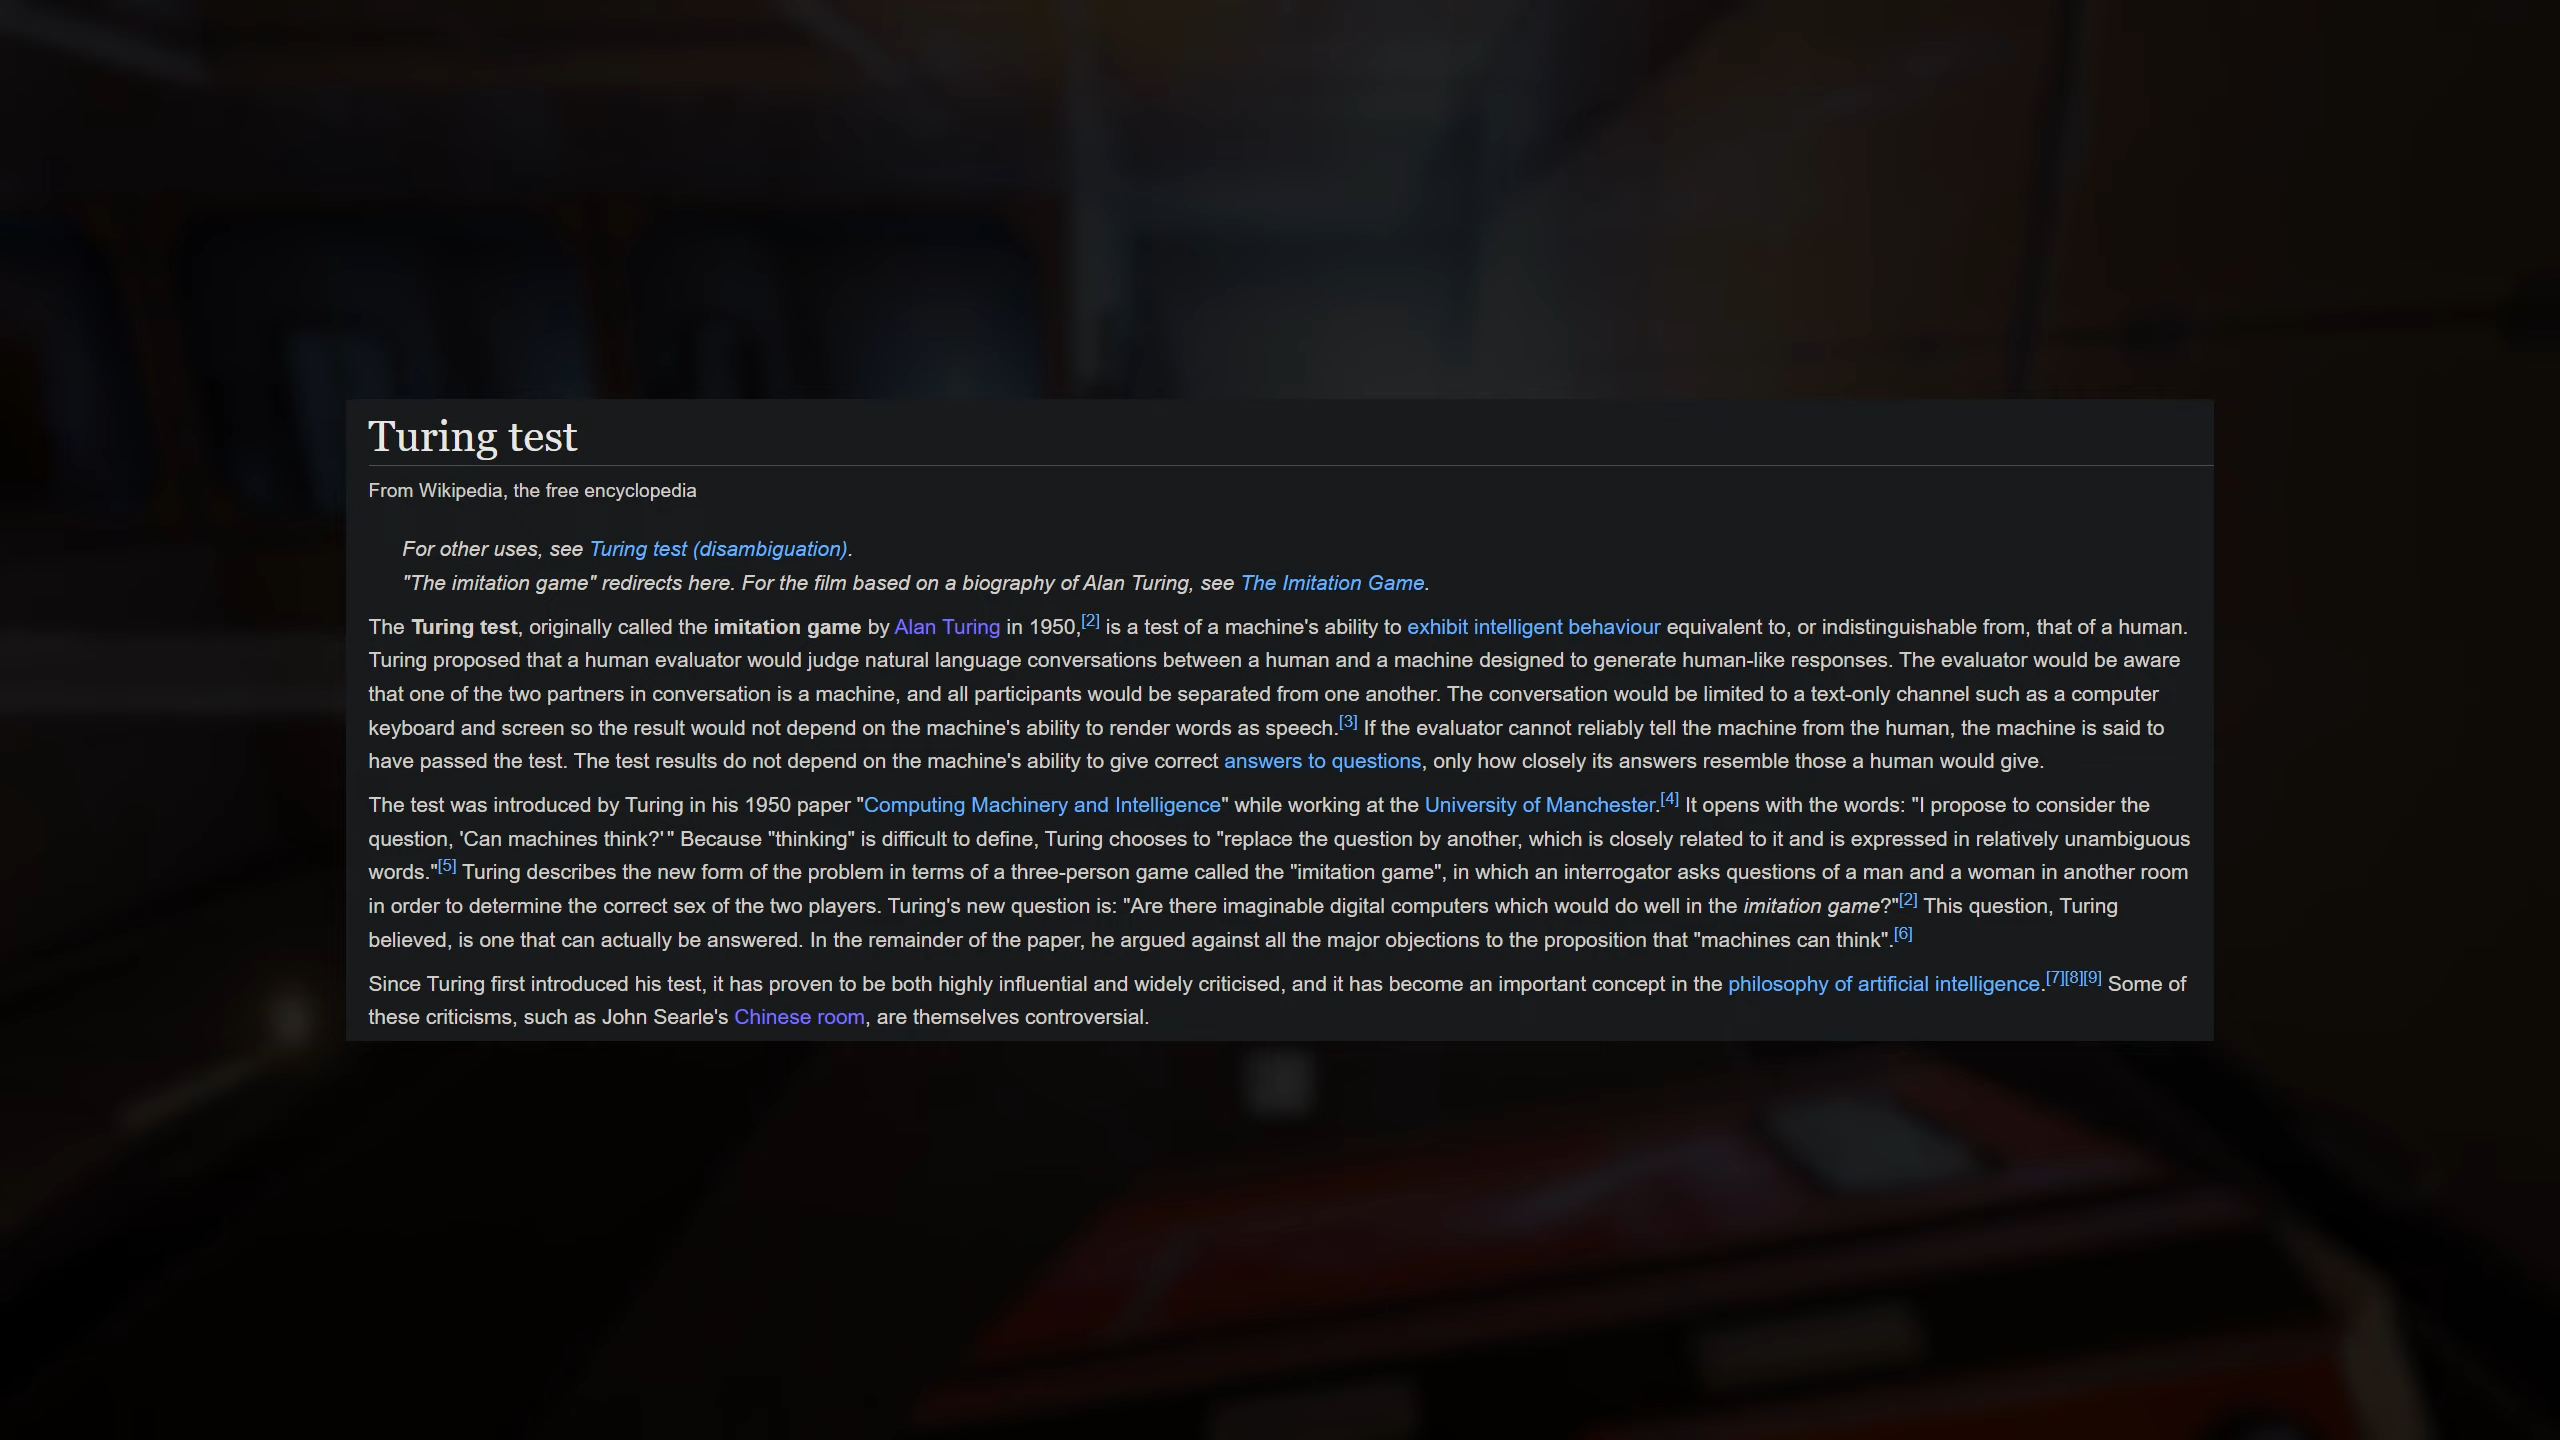 Turing test
From Wikipedia, the free encyclopedia
For other uses, see Turing test (disambiguation).
"The imitation game" redirects here. For the film based on a biography of Alan Turing, see The Imitation Game.
The Turing test, originally called the imitation game by Alan Turing in 1950,[2] is a test of a machine's ability to exhibit intelligent behaviour equivalent to, or indistinguishable from, that of a human.
Turing proposed that a human evaluator would judge natural language conversations between a human and a machine designed to generate human-like responses. The evaluator would be aware
that one of the two partners in conversation is a machine, and all participants would be separated from one another. The conversation would be limited to a text-only channel such as a computer
keyboard and screen so the result would not depend on the machine's ability to render words as speech.[3] If the evaluator cannot reliably tell the machine from the human, the machine is said to
have passed the test. The test results do not depend on the machine's ability to give correct answers to questions, only how closely its answers resemble those a human would give.
The test was introduced by Turing in his 1950 paper "Computing Machinery and Intelligence" while working at the University of Manchester.[4] It opens with the words: "I propose to consider the
question, 'Can machines think?'" Because "thinking" is difficult to define, Turing chooses to "replace the question by another, which is closely related to it and is expressed in relatively unambiguous
words."[5] Turing describes the new form of the problem in terms of a three-person game called the "imitation game", in which an interrogator asks questions of a man and a woman in another room
in order to determine the correct sex of the two players. Turing's new question is: "Are there imaginable digital computers which would do well in the imitation game?"[2] This question, Turing
believed, is one that can actually be answered. In the remainder of the paper, he argued against all the major objections to the proposition that "machines can think".[6]
Since Turing first introduced his test, it has proven to be both highly influential and widely criticised, and it has become an important concept in the philosophy of artificial intelligence.[7][8][9] Some of
these criticisms, such as John Searle's Chinese room, are themselves controversial.